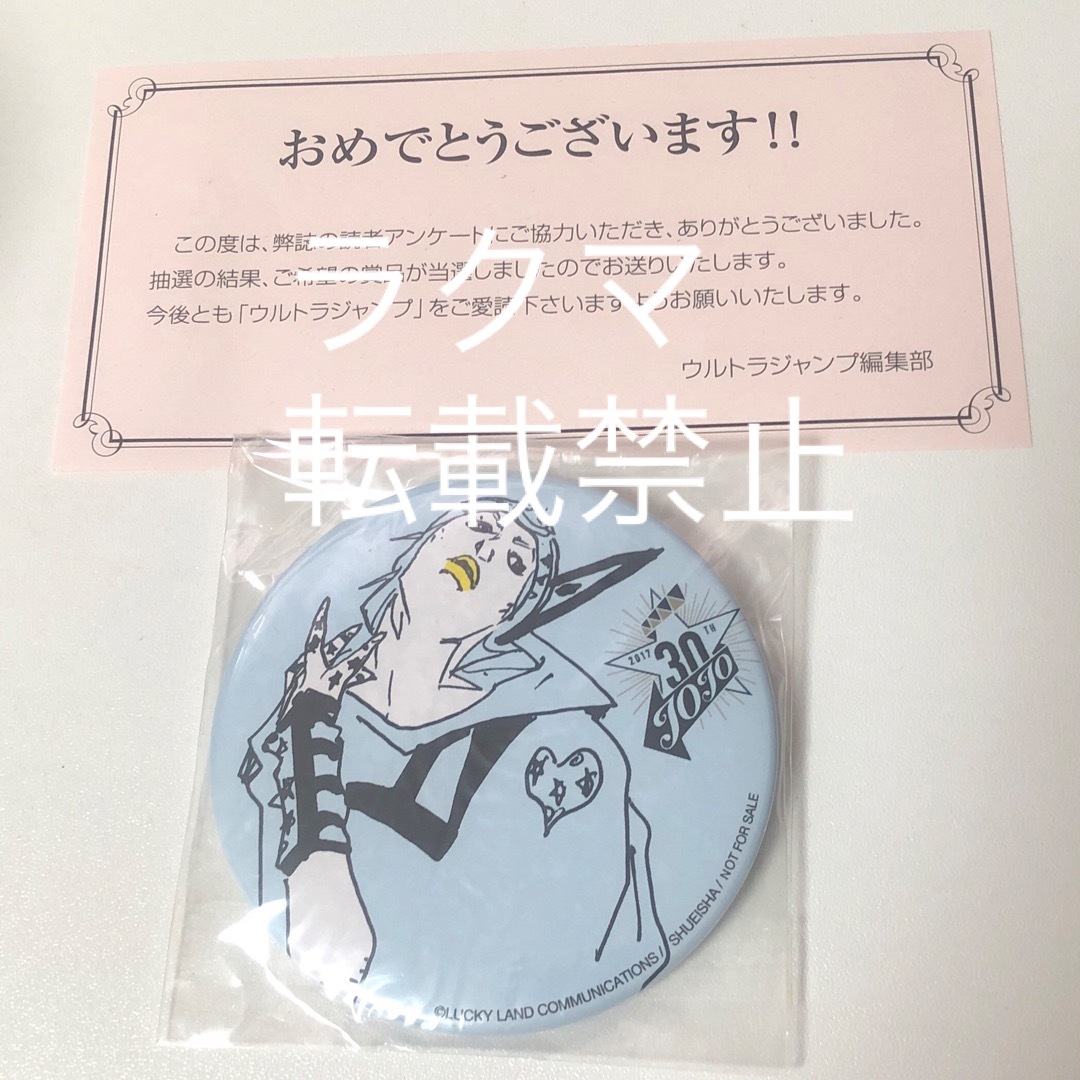 おめでとうございます!!
この度は、弊誌の読者アンケートにご協力いただき、ありがとうございました。
抽選の結果、ご希望の賞品が当選しましたのでお送りいたします。
今後とも「ウルトラジャンプ」をご愛読下さいますようお願いいたします。
ウルトラジャンプ編集部
ラクマ
転載禁止
2017
30TH
JOJO
©LUCKY LAND COMMUNICATIONS / SHUEISHA / NOT FOR SALE